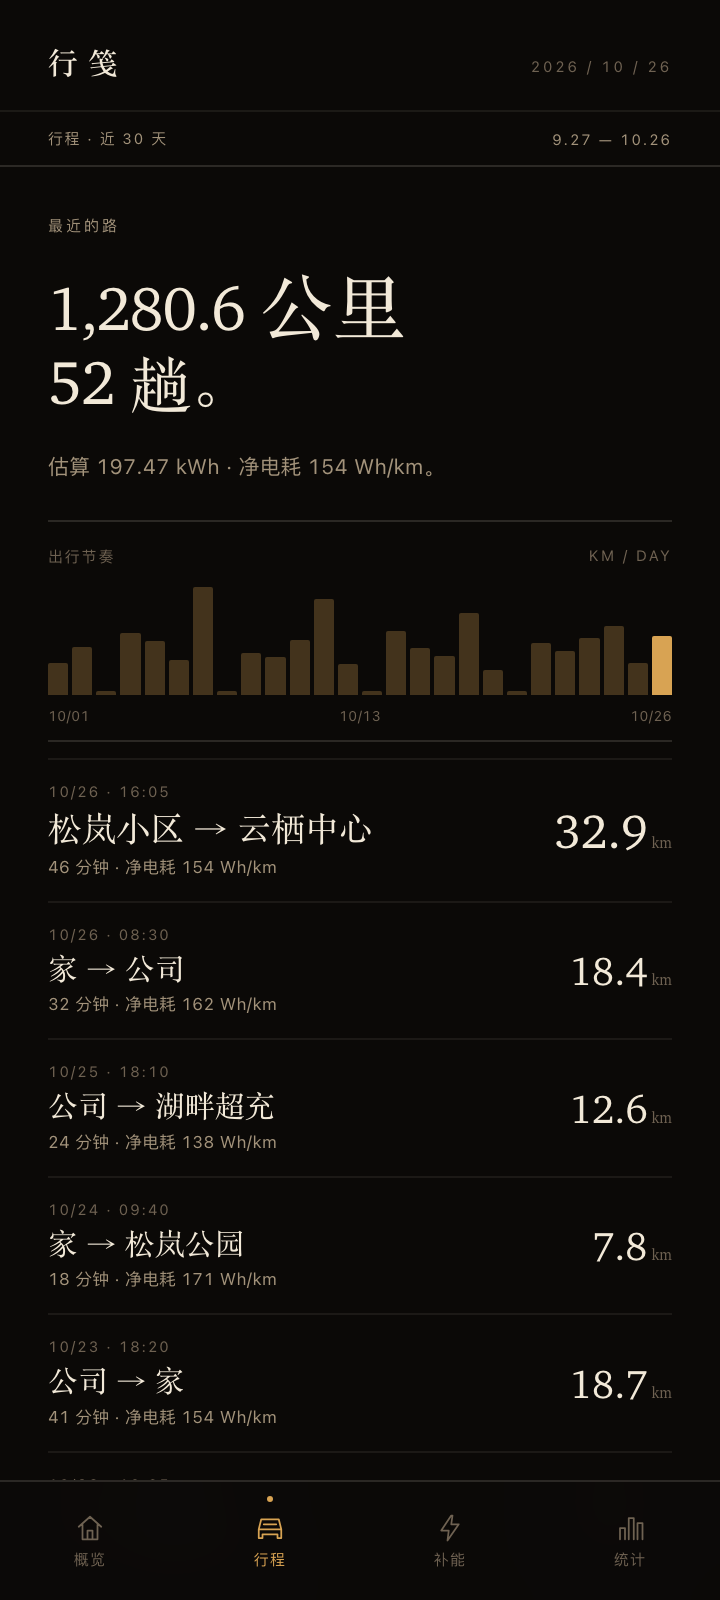 行笺
2026 / 10 / 26
行程 · 近 30 天
9.27 — 10.26
最近的路
1,280.6 公里
52 趟。
估算 197.47 kWh · 净电耗 154 Wh/km。
出行节奏
KM / DAY
10/01 10/13 10/26
10/26 · 16:05
松岚小区 → 云栖中心
32.9 km
46 分钟 · 净电耗 154 Wh/km
10/26 · 08:30
家 → 公司
18.4 km
32 分钟 · 净电耗 162 Wh/km
10/25 · 18:10
公司 → 湖畔超充
12.6 km
24 分钟 · 净电耗 138 Wh/km
10/24 · 09:40
家 → 松岚公园
7.8 km
18 分钟 · 净电耗 171 Wh/km
10/23 · 18:20
公司 → 家
18.7 km
41 分钟 · 净电耗 154 Wh/km
概览 行程 补能 统计